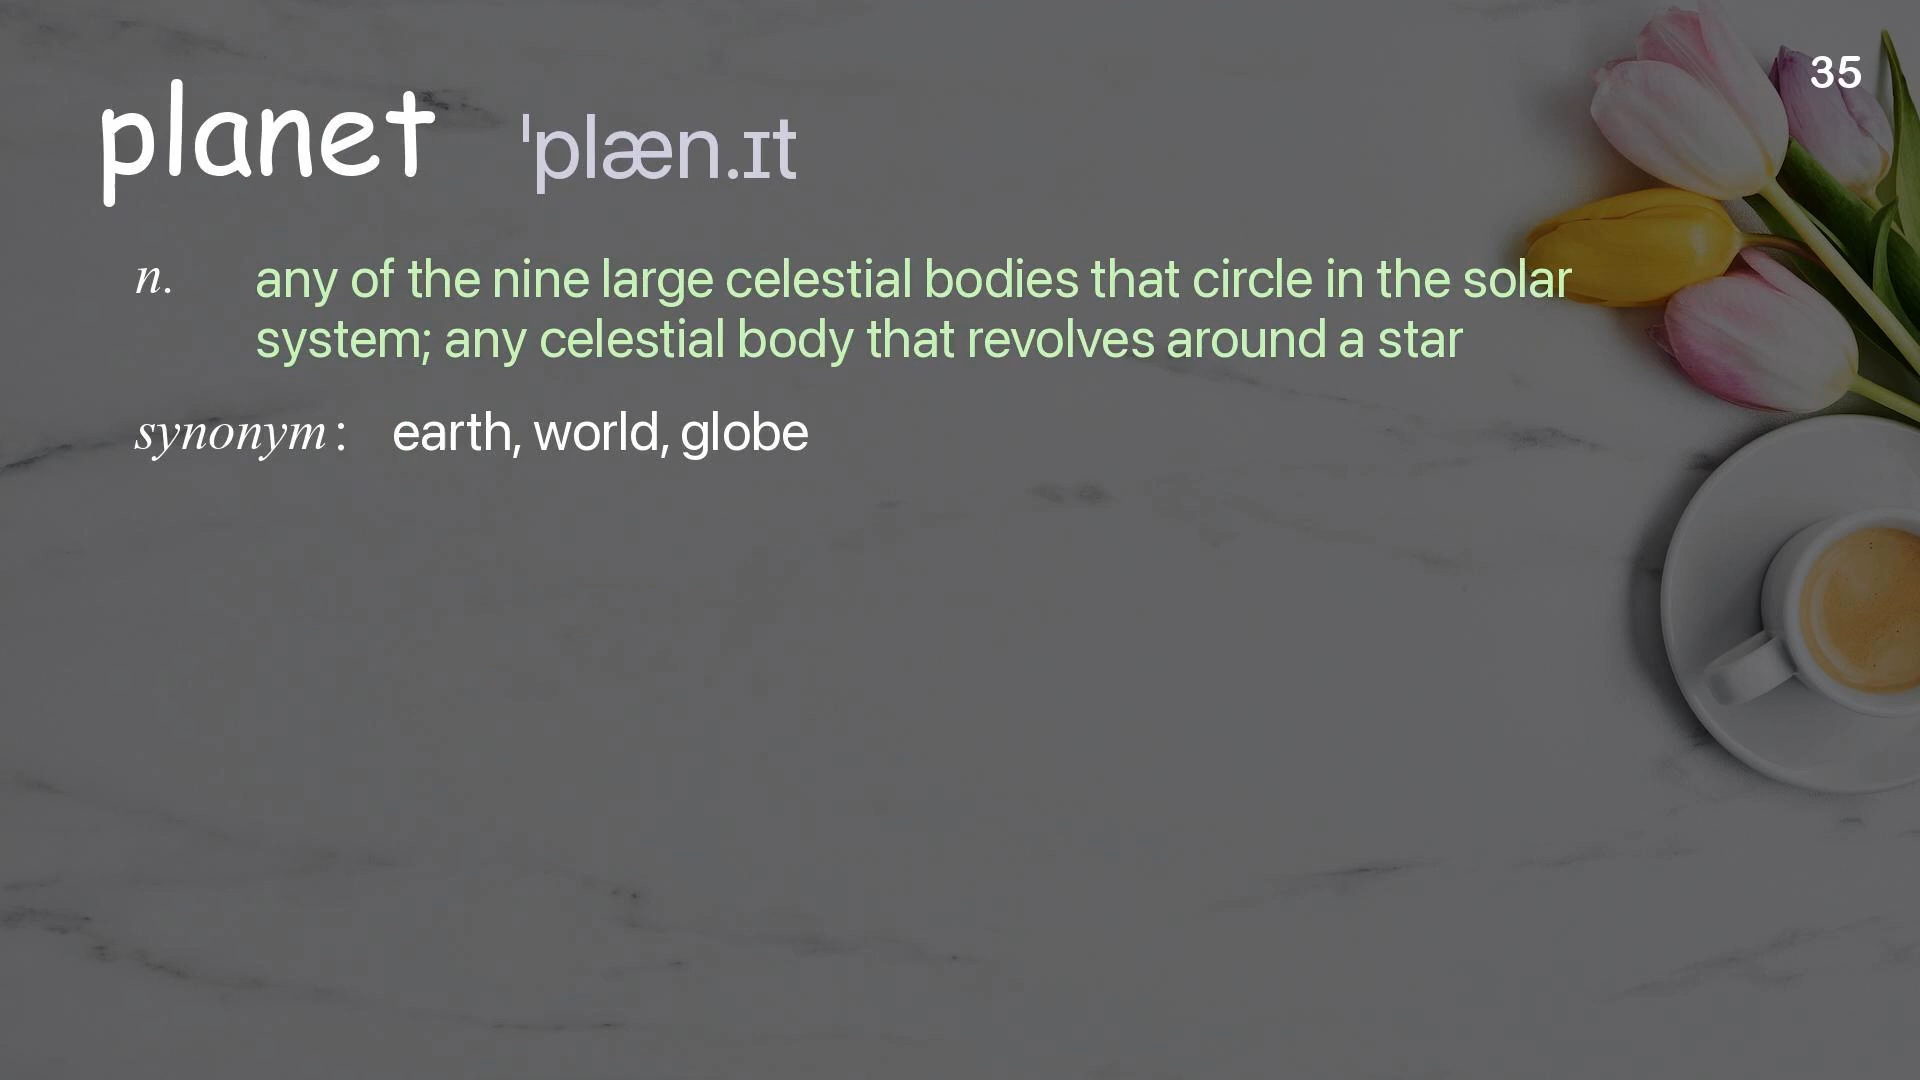 35
planet ˈplæn.ɪt
n. any of the nine large celestial bodies that circle in the solar
system; any celestial body that revolves around a star
synonym: earth, world, globe